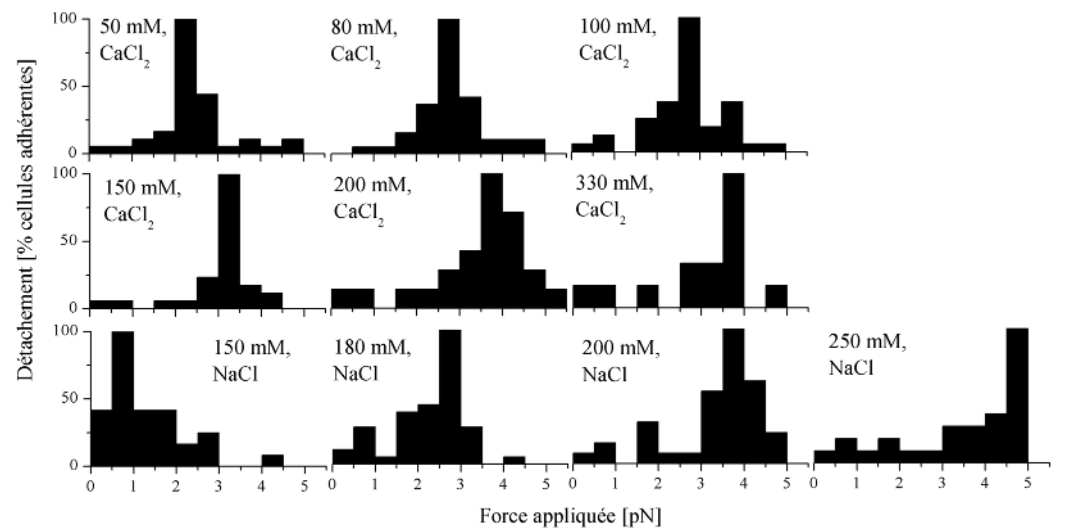 Détachement [% cellules adhérentes]
100
50
0
50 mM,
CaCl₂
80 mM,
CaCl₂
100 mM,
CaCl₂
100
50
0
150 mM,
CaCl₂
200 mM,
CaCl₂
330 mM,
CaCl₂
100
50
0
150 mM,
NaCl
180 mM,
NaCl
200 mM,
NaCl
250 mM,
NaCl
0 1 2 3 4 5
0 1 2 3 4 5
0 1 2 3 4 5
0 1 2 3 4 5
Force appliquée [pN]